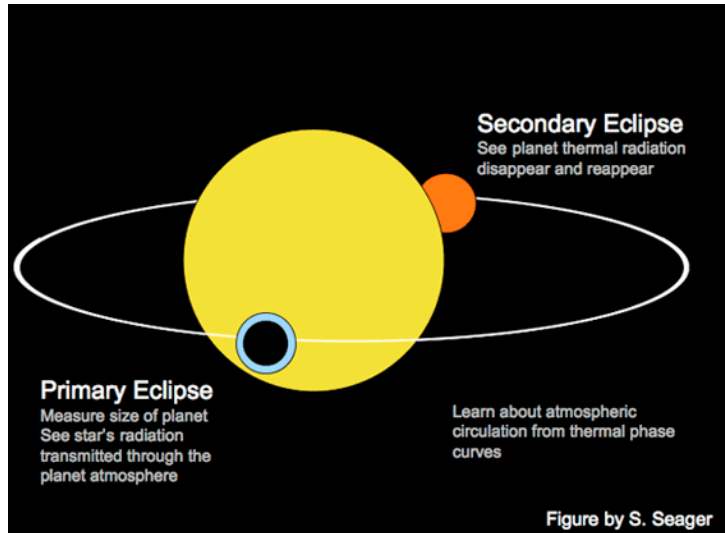 Secondary Eclipse
See planet thermal radiation
disappear and reappear
Primary Eclipse
Measure size of planet
See star's radiation
transmitted through the
planet atmosphere
Learn about atmospheric
circulation from thermal phase
curves
Figure by S. Seager